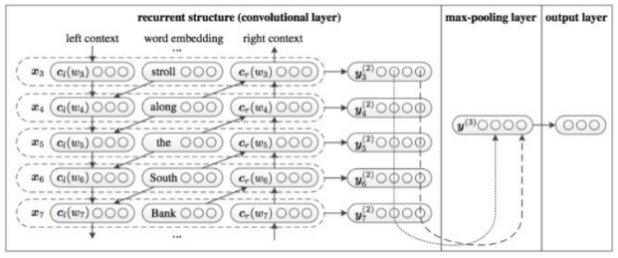 recurrent structure (convolutional layer) max-pooling layer output layer
left context word embedding right context
...
x₃ cₗ(w₃) stroll cᵣ(w₃) y₃⁽²⁾
x₄ cₗ(w₄) along cᵣ(w₄) y₄⁽²⁾
y⁽³⁾
x₅ cₗ(w₅) the cᵣ(w₅) y₅⁽²⁾
x₆ cₗ(w₆) South cᵣ(w₆) y₆⁽²⁾
x₇ cₗ(w₇) Bank cᵣ(w₇) y₇⁽²⁾
...